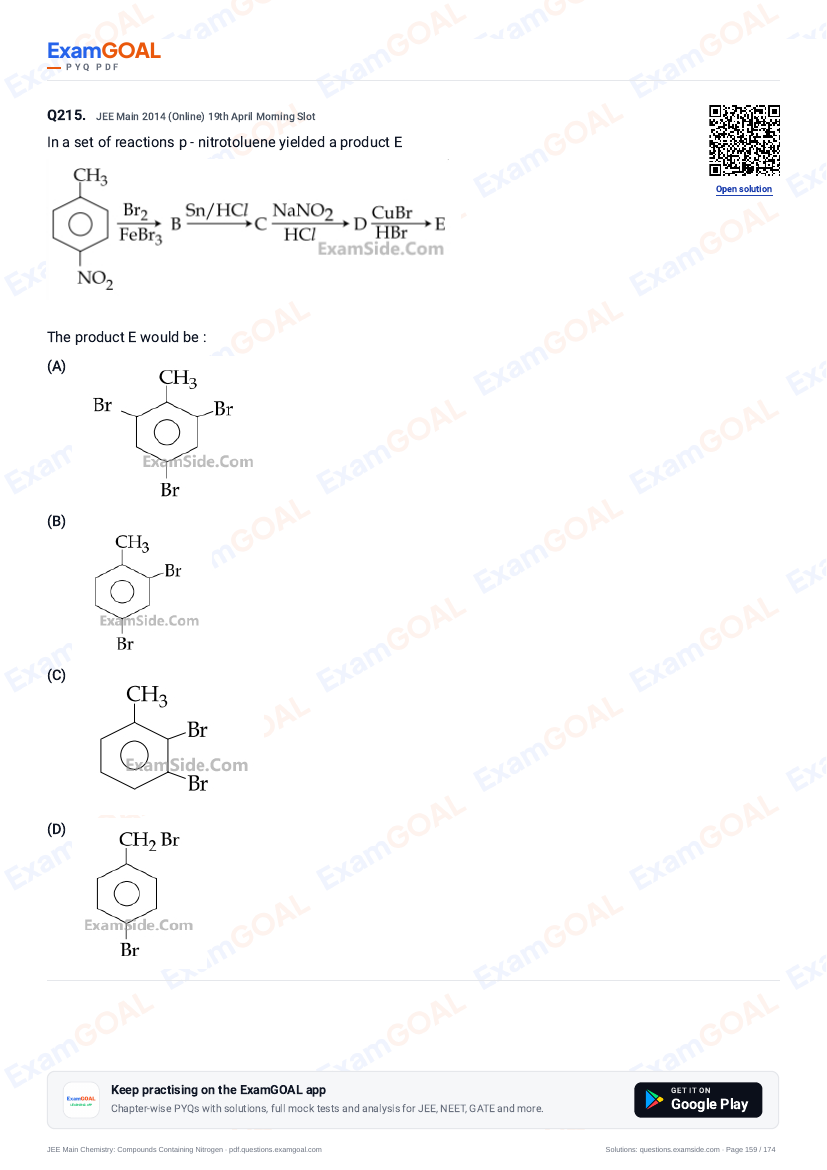 ExamGOAL
PYQ PDF
Q215. JEE Main 2014 (Online) 19th April Morning Slot
In a set of reactions p - nitrotoluene yielded a product E
Open solution
CH3
Br2 Sn/HCl NaNO2 CuBr
B C D E
FeBr3 HCl HBr
ExamSide.Com
NO2
The product E would be :
(A)
CH3
Br Br
ExamSide.Com
Br
(B)
CH3
Br
ExamSide.Com
Br
(C)
CH3
Br
ExamSide.Com
Br
(D)
CH2 Br
ExamSide.Com
Br
Keep practising on the ExamGOAL app
Chapter-wise PYQs with solutions, full mock tests and analysis for JEE, NEET, GATE and more.
GET IT ON
Google Play
JEE Main Chemistry: Compounds Containing Nitrogen · pdf.questions.examgoal.com
Solutions: questions.examside.com · Page 159 / 174